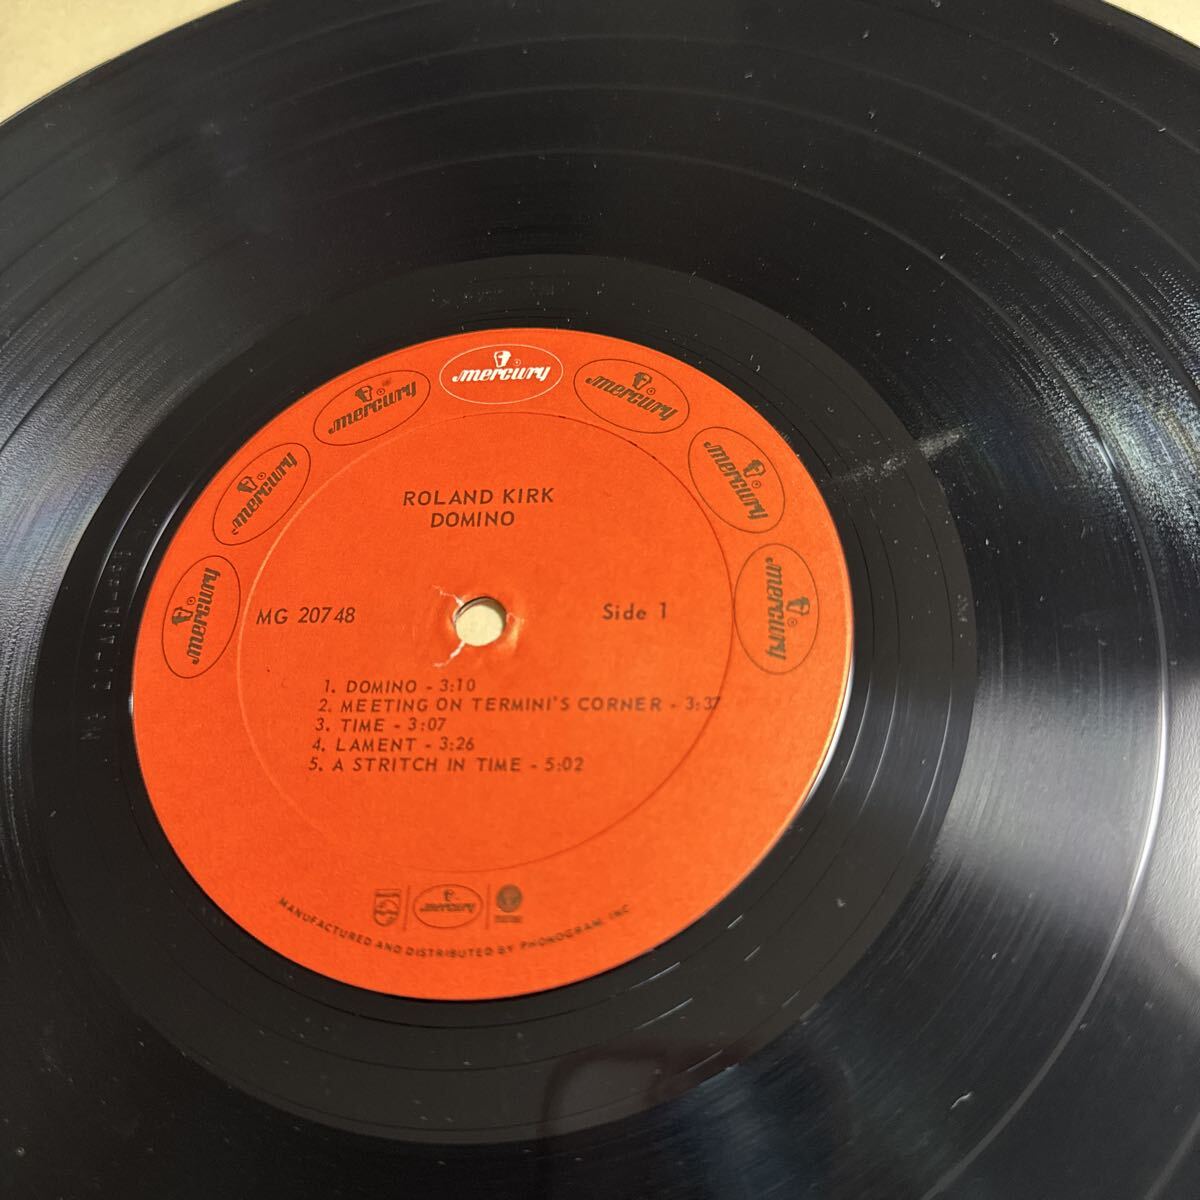 mercury
mercury
mercury
mercury
mercury
mercury
mercury
ROLAND KIRK
DOMINO
MG 20748
Side 1
1. DOMINO - 3:10
2. MEETING ON TERMINI'S CORNER - 3:37
3. TIME - 3:07
4. LAMENT - 3:26
5. A STRITCH IN TIME - 5:02
mercury
MANUFACTURED AND DISTRIBUTED BY PHONOGRAM, INC